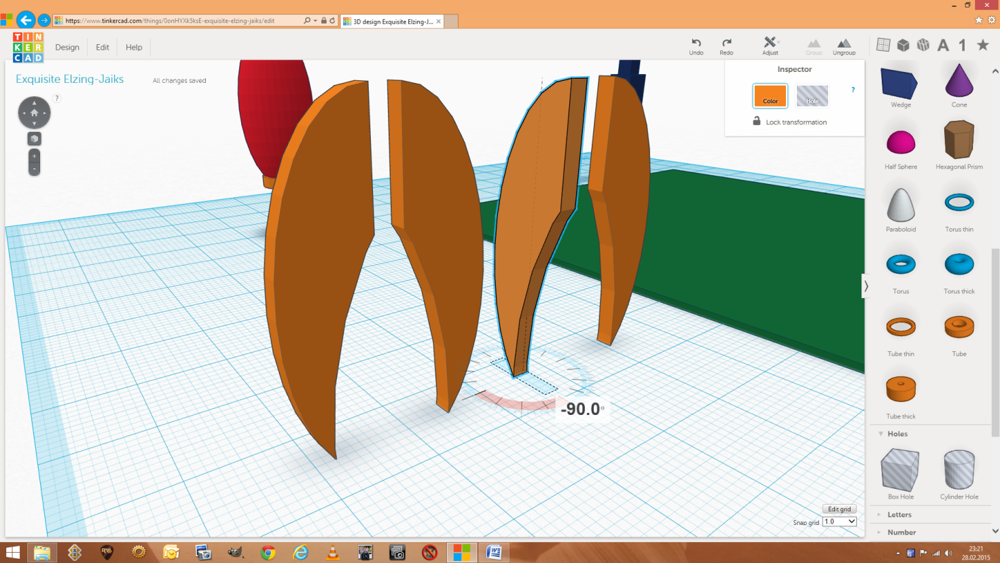 https://www.tinkercad.com/things/0onHYXk5ksE-exquisite-elzing-jaiks/edit
3D design Exquisite Elzing-J...
TIN
KER
CAD
Design Edit Help
Undo Redo Adjust Group Ungroup
A 1
Exquisite Elzing-Jaiks All changes saved
?
+
-
Inspector
Color Hole ?
Lock transformation
Wedge Cone
Half Sphere Hexagonal Prism
Paraboloid Torus thin
Torus Torus thick
Tube thin Tube
Tube thick
Holes
Box Hole Cylinder Hole
Letters
Number
-90.0°
Edit grid
Snap grid 1.0
23:21
28.02.2015